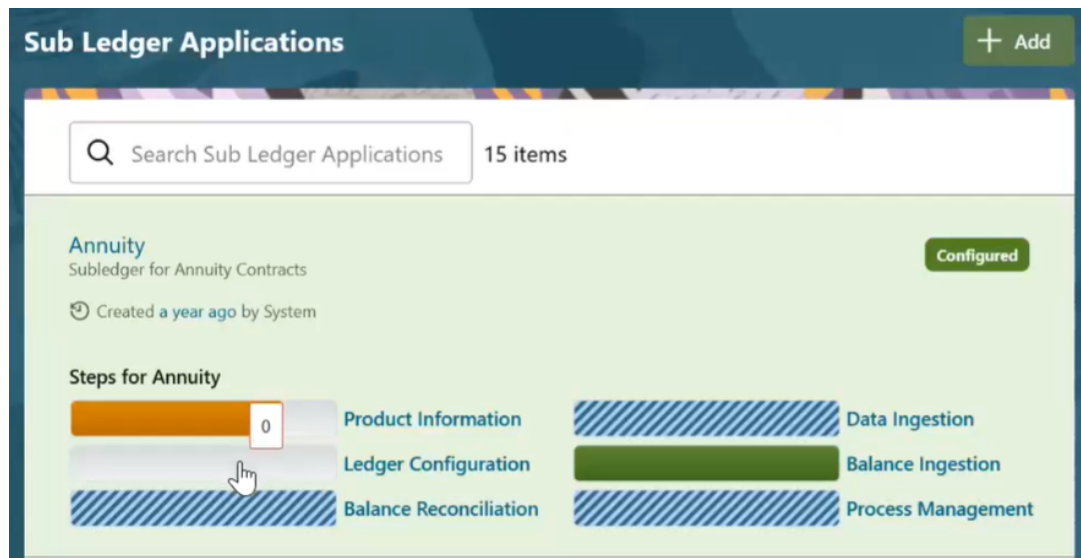 Sub Ledger Applications
+ Add
Search Sub Ledger Applications
15 items
Annuity
Configured
Subledger for Annuity Contracts
Created a year ago by System
Steps for Annuity
0
Product Information
Data Ingestion
Ledger Configuration
Balance Ingestion
Balance Reconciliation
Process Management